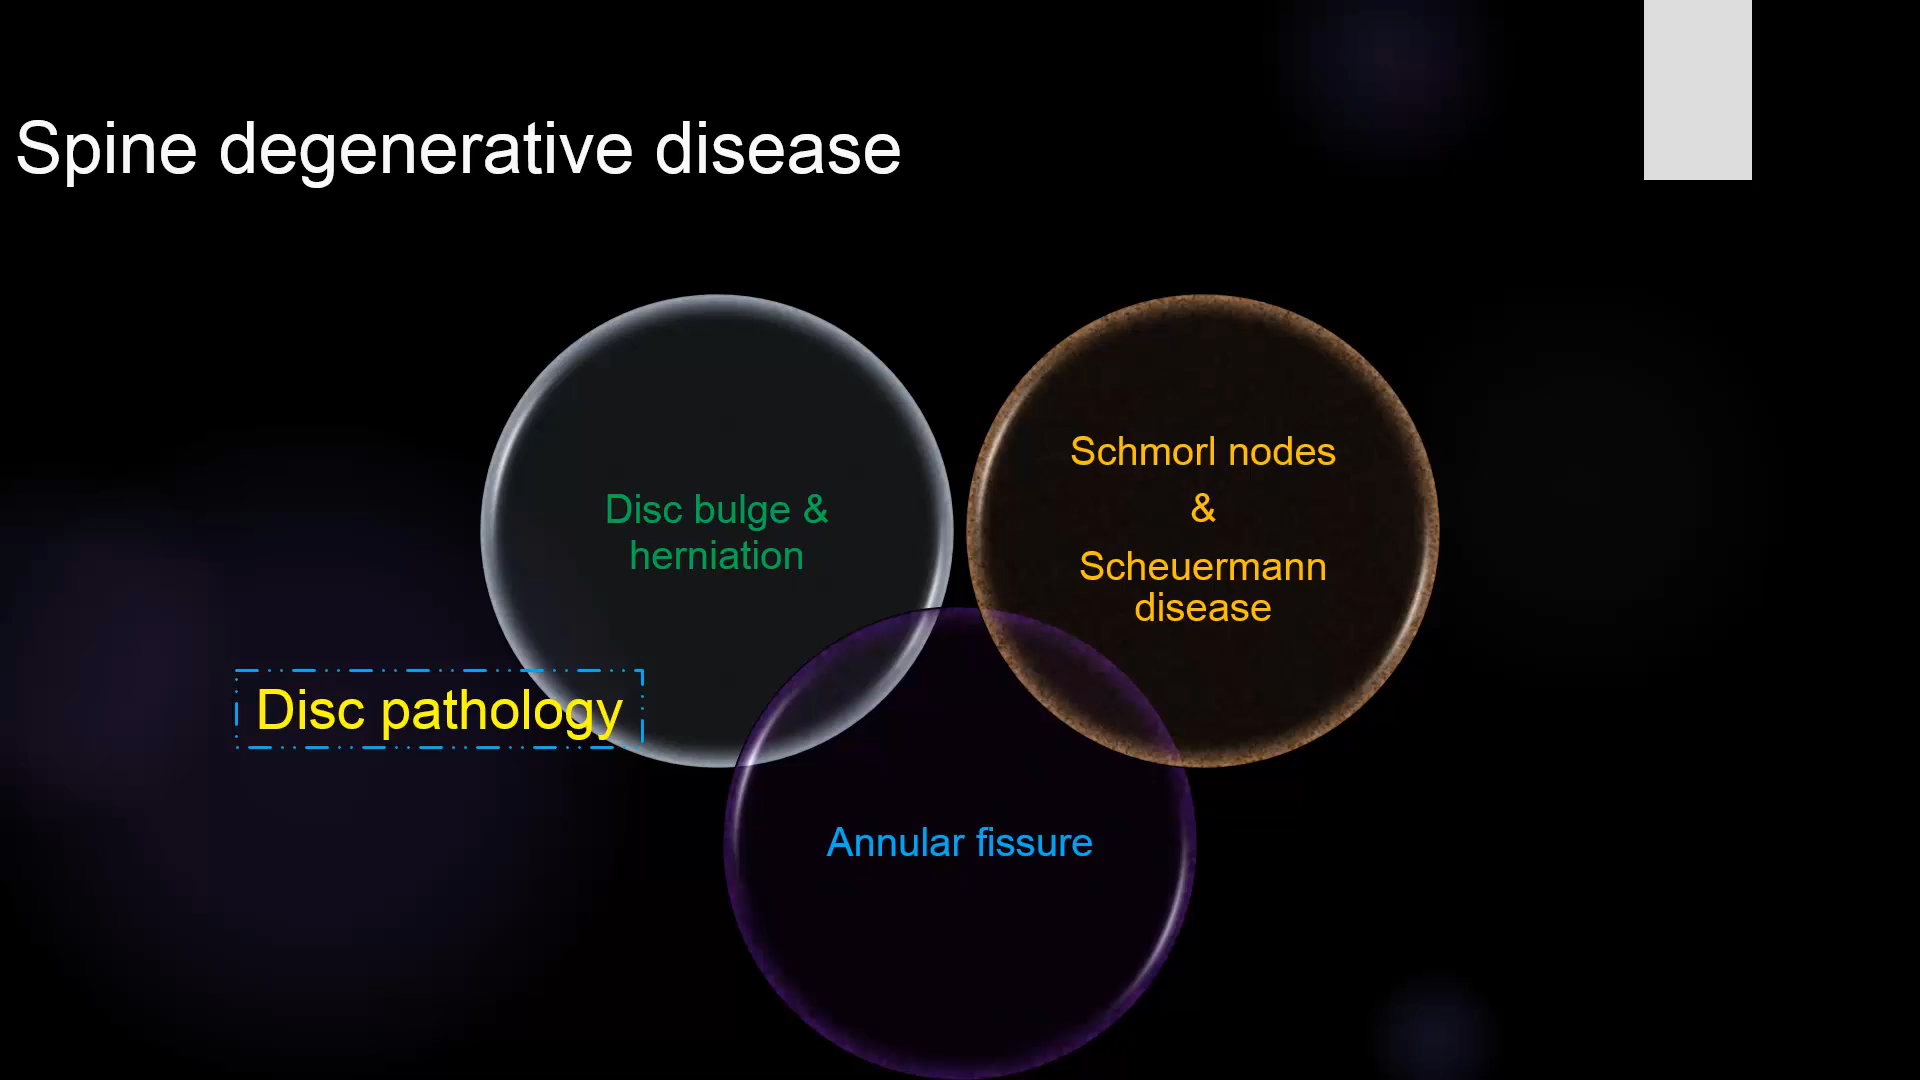 Spine degenerative disease
Disc bulge &
herniation
Schmorl nodes
&
Scheuermann
disease
Disc pathology
Annular fissure